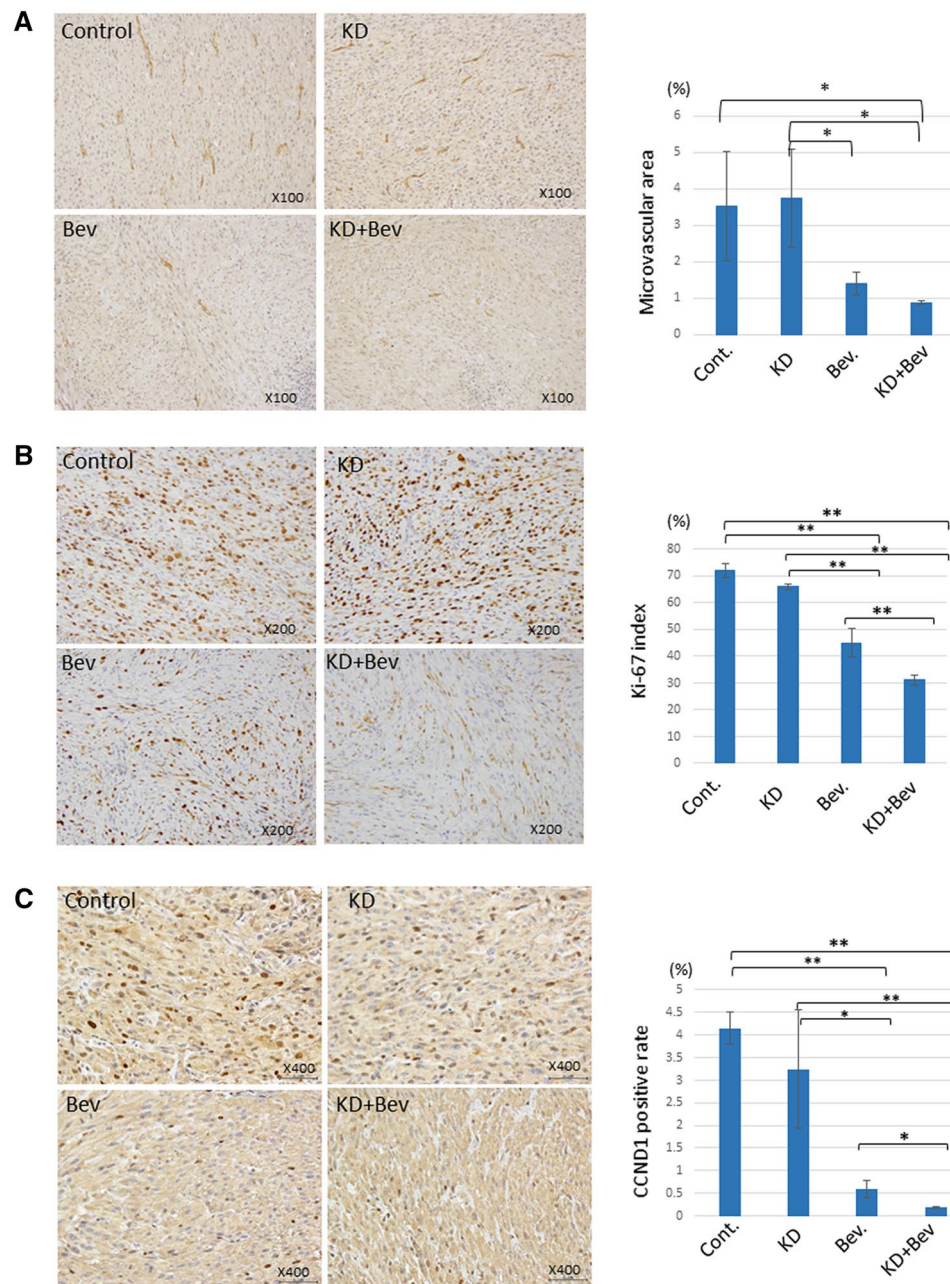 A
Control
KD
X100
X100
Bev
KD+Bev
X100
X100
(%)
*
*
*
6
5
4
3
2
1
0
Microvascular area
Cont.
KD
Bev.
KD+Bev
B
Control
KD
X200
X200
Bev
KD+Bev
X200
X200
(%)
**
**
**
**
**
80
70
60
50
40
30
20
10
0
Ki-67 index
Cont.
KD
Bev.
KD+Bev
C
Control
KD
X400
X400
Bev
KD+Bev
X400
X400
(%)
**
**
**
*
*
5
4.5
4
3.5
3
2.5
2
1.5
1
0.5
0
CCND1 positive rate
Cont.
KD
Bev.
KD+Bev